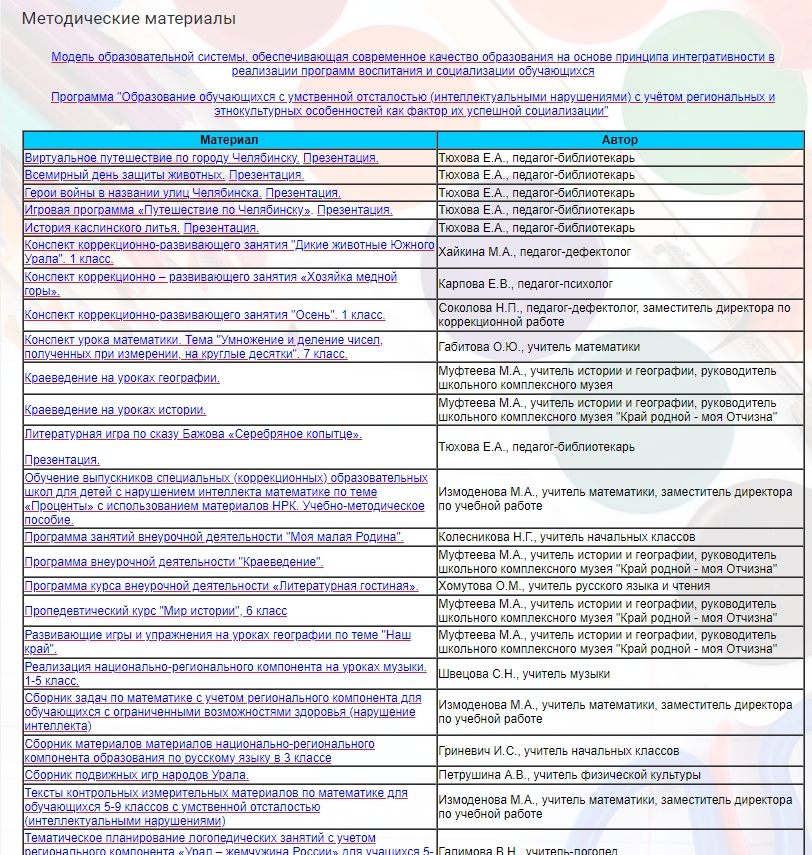 Методические материалы
Модель образовательной системы, обеспечивающая современное качество образования на основе принципа интегративности в
реализации программ воспитания и социализации обучающихся
Программа "Образование обучающихся с умственной отсталостью (интеллектуальными нарушениями) с учётом региональных и
этнокультурных особенностей как фактор их успешной социализации"
Материал Автор
Виртуальное путешествие по городу Челябинску. Презентация. Тюхова Е.А., педагог-библиотекарь
Всемирный день защиты животных. Презентация. Тюхова Е.А., педагог-библиотекарь
Герои войны в названии улиц Челябинска. Презентация. Тюхова Е.А., педагог-библиотекарь
Игровая программа «Путешествие по Челябинску». Презентация. Тюхова Е.А., педагог-библиотекарь
История каслинского литья. Презентация. Тюхова Е.А., педагог-библиотекарь
Конспект коррекционно-развивающего занятия "Дикие животные Южного
Урала". 1 класс.
Хайкина М.А., педагог-дефектолог
Конспект коррекционно – развивающего занятия «Хозяйка медной
горы».
Карпова Е.В., педагог-психолог
Конспект коррекционно-развивающего занятия "Осень". 1 класс.
Соколова Н.П., педагог-дефектолог, заместитель директора по
коррекционной работе
Конспект урока математики. Тема "Умножение и деление чисел,
полученных при измерении, на круглые десятки". 7 класс.
Габитова О.Ю., учитель математики
Краеведение на уроках географии.
Муфтеева М.А., учитель истории и географии, руководитель
школьного комплексного музея
Краеведение на уроках истории.
Муфтеева М.А., учитель истории и географии, руководитель
школьного комплексного музея "Край родной - моя Отчизна"
Литературная игра по сказу Бажова «Серебряное копытце».
Презентация.
Тюхова Е.А., педагог-библиотекарь
Обучение выпускников специальных (коррекционных) образовательных
школ для детей с нарушением интеллекта математике по теме
«Проценты» с использованием материалов НРК. Учебно-методическое
пособие.
Измоденова М.А., учитель математики, заместитель директора
по учебной работе
Программа занятий внеурочной деятельности "Моя малая Родина". Колесникова Н.Г., учитель начальных классов
Программа внеурочной деятельности "Краеведение".
Муфтеева М.А., учитель истории и географии, руководитель
школьного комплексного музея "Край родной - моя Отчизна"
Программа курса внеурочной деятельности «Литературная гостиная». Хомутова О.М., учитель русского языка и чтения
Пропедевтический курс "Мир истории", 6 класс
Муфтеева М.А., учитель истории и географии, руководитель
школьного комплексного музея "Край родной - моя Отчизна"
Развивающие игры и упражнения на уроках географии по теме "Наш
край".
Муфтеева М.А., учитель истории и географии, руководитель
школьного комплексного музея "Край родной - моя Отчизна"
Реализация национально-регионального компонента на уроках музыки.
1-5 класс.
Швецова С.Н., учитель музыки
Сборник задач по математике с учетом регионального компонента для
обучающихся с ограниченными возможностями здоровья (нарушение
интеллекта)
Измоденова М.А., учитель математики, заместитель директора
по учебной работе
Сборник материалов материалов национально-регионального
компонента образования по русскому языку в 3 классе
Гриневич И.С., учитель начальных классов
Сборник подвижных игр народов Урала. Петрушина А.В., учитель физической культуры
Тексты контрольных измерительных материалов по математике для
обучающихся 5-9 классов с умственной отсталостью
(интеллектуальными нарушениями)
Измоденова М.А., учитель математики, заместитель директора
по учебной работе
Тематическое планирование логопедических занятий с учетом
регионального компонента «Урал – жемчужина России» для учащихся 5-
Галимова В.Н., учитель-логопед